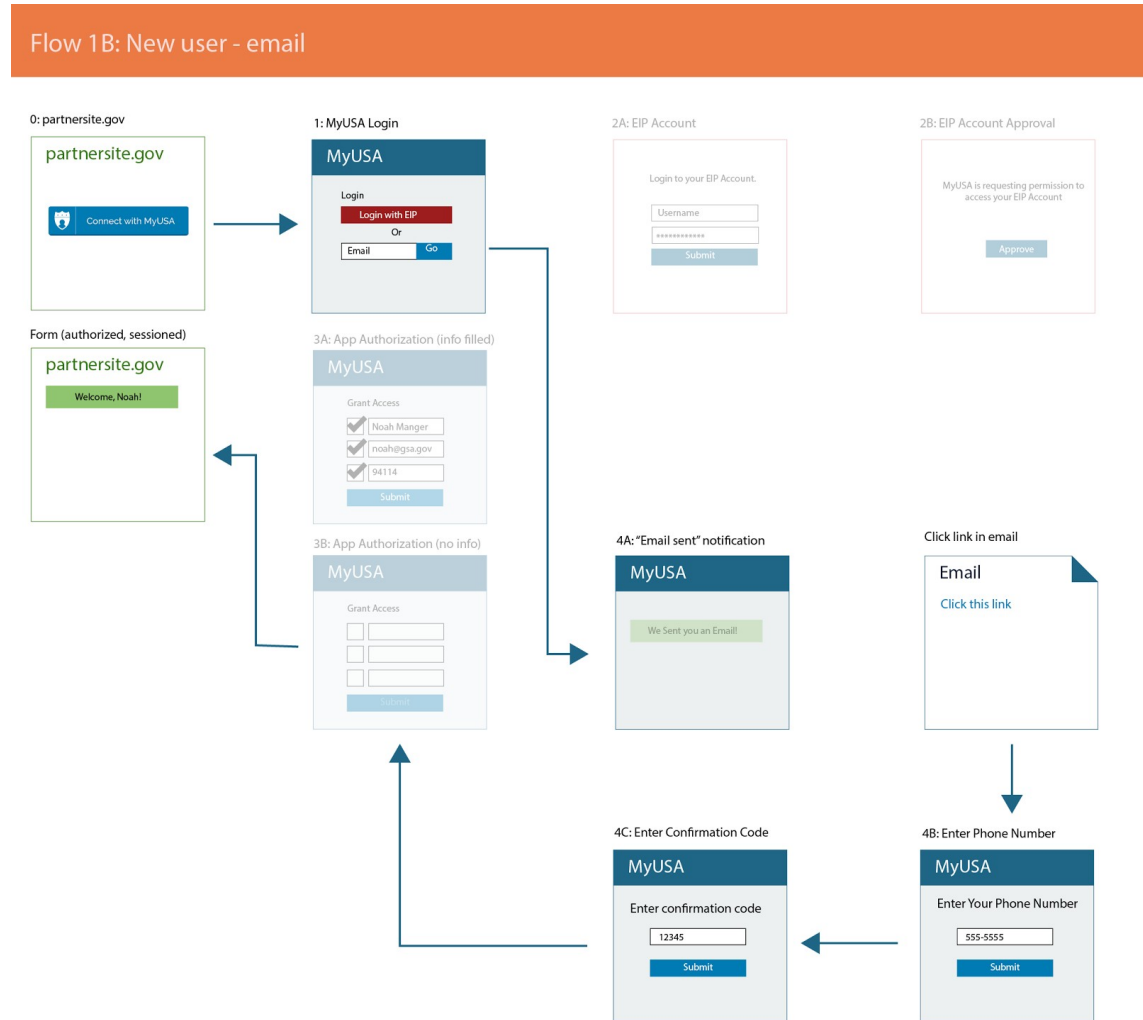 Flow 1B: New user - email
0: partnersite.gov
partnersite.gov
Connect with MyUSA
1: MyUSA Login
MyUSA
Login
Login with EIP
Or
Email
Go
2A: EIP Account
Login to your EIP Account.
Username
************
Submit
2B: EIP Account Approval
MyUSA is requesting permission to
access your EIP Account
Approve
Form (authorized, sessioned)
partnersite.gov
Welcome, Noah!
3A: App Authorization (info filled)
MyUSA
Grant Access
Noah Manger
noah@gsa.gov
94114
Submit
3B: App Authorization (no info)
MyUSA
Grant Access
Submit
4A: “Email sent” notification
MyUSA
We Sent you an Email!
Click link in email
Email
Click this link
4C: Enter Confirmation Code
MyUSA
Enter confirmation code
12345
Submit
4B: Enter Phone Number
MyUSA
Enter Your Phone Number
555-5555
Submit